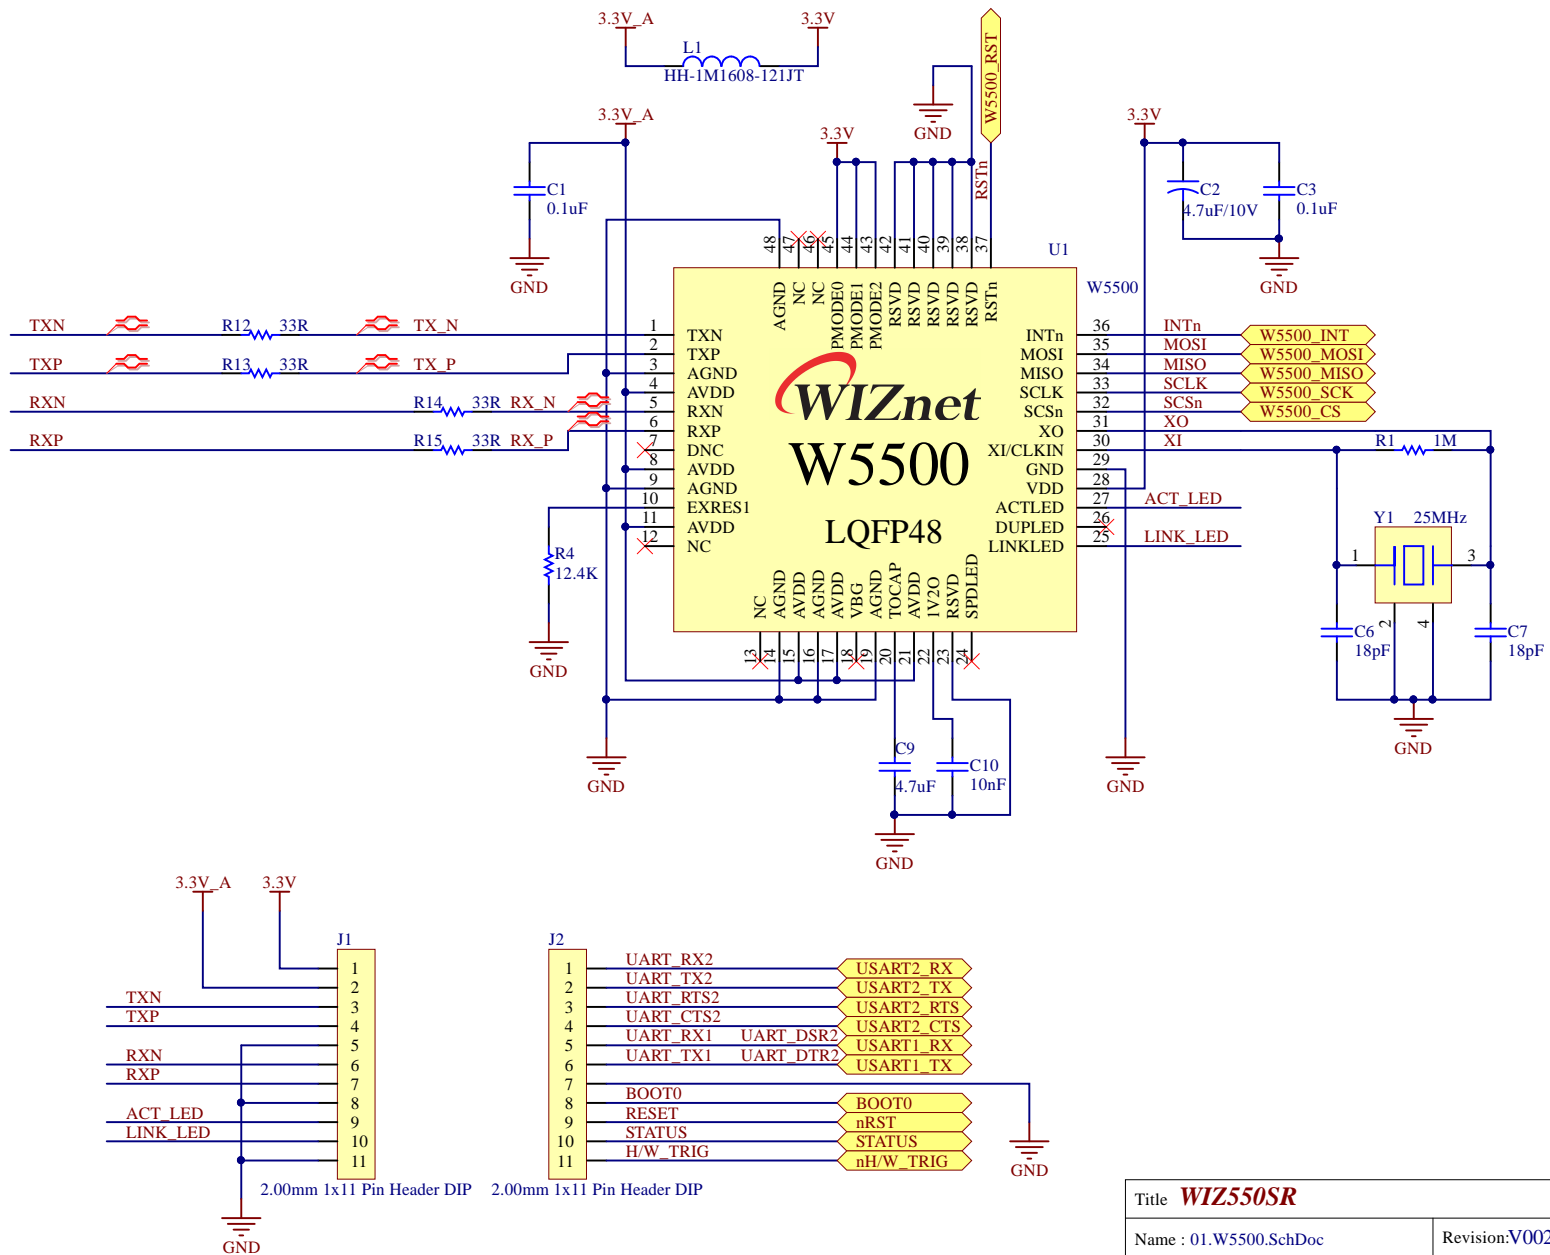 3.3V_A
3.3V
L1
HH-1M1608-121JT
W5500_RST
GND
3.3V_A
3.3V
3.3V
C1
0.1uF
GND
RSTn
C2
4.7uF/10V
C3
0.1uF
GND
48
47
46
45
44
43
42
41
40
39
38
37
U1
W5500
AGND
NC
NC
PMODE0
PMODE1
PMODE2
RSVD
RSVD
RSVD
RSVD
RSVD
RSTn
TXN R12 33R TX_N 1 TXN
TXP R13 33R TX_P 2 TXP
3 AGND
4 AVDD
RXN R14 33R RX_N 5 RXN
RXP R15 33R RX_P 6 RXP
7 DNC
8 AVDD
9 AGND
10 EXRES1
11 AVDD
12 NC
WIZnet
W5500
LQFP48
INTn 36 INTn W5500_INT
MOSI 35 MOSI W5500_MOSI
MISO 34 MISO W5500_MISO
SCLK 33 SCLK W5500_SCK
SCSn 32 SCSn W5500_CS
XO 31 XO
XI/CLKIN 30 XI
GND 29
VDD 28
ACTLED 27 ACT_LED
DUPLED 26
LINKLED 25 LINK_LED
R1 1M
Y1 25MHz
1
3
2
4
C6
18pF
C7
18pF
GND
R4
12.4K
GND
NC
AGND
AVDD
AGND
AVDD
VBG
AGND
TOCAP
AVDD
1V2O
RSVD
SPDLED
13
14
15
16
17
18
19
20
21
22
23
24
GND
C9
4.7uF
C10
10nF
GND
GND
3.3V_A
3.3V
J1
1
2
TXN 3
TXP 4
5
RXN 6
RXP 7
8
ACT_LED 9
LINK_LED 10
11
2.00mm 1x11 Pin Header DIP
GND
J2
1 UART_RX2 USART2_RX
2 UART_TX2 USART2_TX
3 UART_RTS2 USART2_RTS
4 UART_CTS2 USART2_CTS
5 UART_RX1 UART_DSR2 USART1_RX
6 UART_TX1 UART_DTR2 USART1_TX
7
8 BOOT0 BOOT0
9 RESET nRST
10 STATUS STATUS
11 H/W_TRIG nH/W_TRIG
2.00mm 1x11 Pin Header DIP
GND
Title WIZ550SR
Name : 01.W5500.SchDoc
Revision:V002